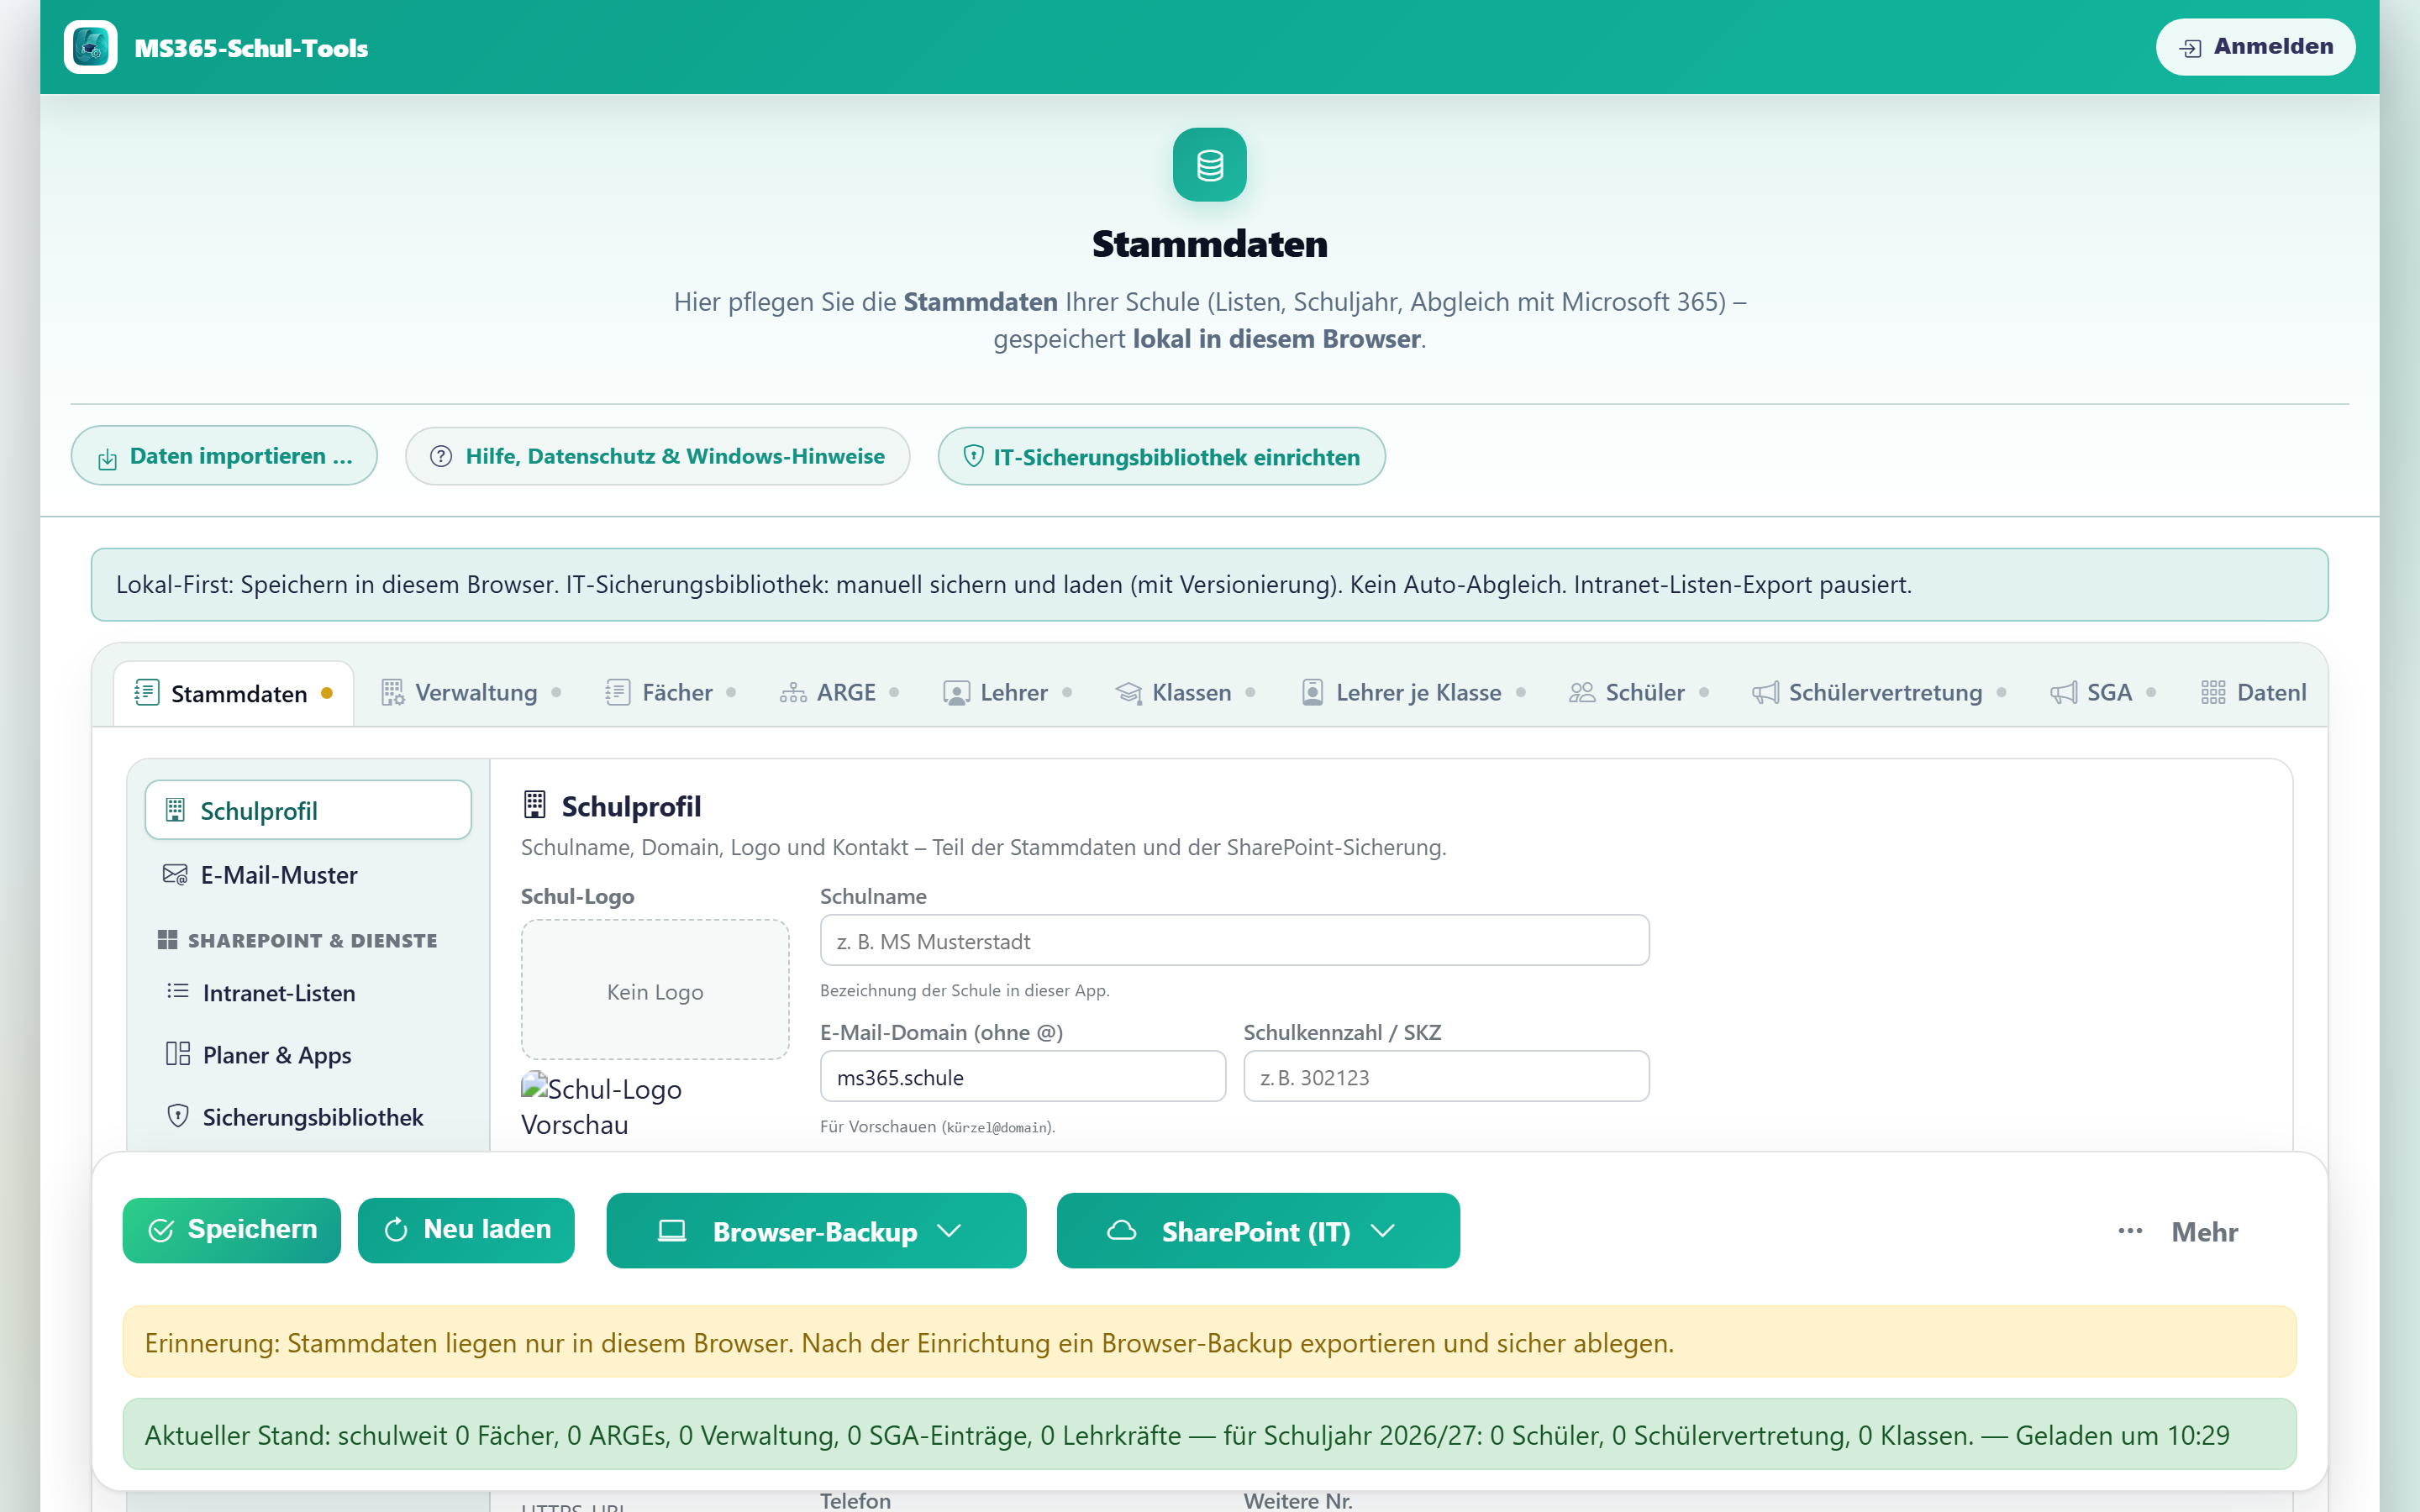 MS365-Schul-Tools
Anmelden
Stammdaten
Hier pflegen Sie die Stammdaten Ihrer Schule (Listen, Schuljahr, Abgleich mit Microsoft 365) –
gespeichert lokal in diesem Browser.
Daten importieren ...
Hilfe, Datenschutz & Windows-Hinweise
IT-Sicherungsbibliothek einrichten
Lokal-First: Speichern in diesem Browser. IT-Sicherungsbibliothek: manuell sichern und laden (mit Versionierung). Kein Auto-Abgleich. Intranet-Listen-Export pausiert.
Stammdaten
Verwaltung
Fächer
ARGE
Lehrer
Klassen
Lehrer je Klasse
Schüler
Schülervertretung
SGA
Datenl
Schulprofil
E-Mail-Muster
SHAREPOINT & DIENSTE
Intranet-Listen
Planer & Apps
Sicherungsbibliothek
Schulprofil
Schulname, Domain, Logo und Kontakt – Teil der Stammdaten und der SharePoint-Sicherung.
Schul-Logo
Kein Logo
Schul-Logo
Vorschau
Schulname
z. B. MS Musterstadt
Bezeichnung der Schule in dieser App.
E-Mail-Domain (ohne @)
ms365.schule
Für Vorschauen (kürzel@domain).
Schulkennzahl / SKZ
z. B. 302123
Speichern
Neu laden
Browser-Backup
SharePoint (IT)
Mehr
Erinnerung: Stammdaten liegen nur in diesem Browser. Nach der Einrichtung ein Browser-Backup exportieren und sicher ablegen.
Aktueller Stand: schulweit 0 Fächer, 0 ARGEs, 0 Verwaltung, 0 SGA-Einträge, 0 Lehrkräfte — für Schuljahr 2026/27: 0 Schüler, 0 Schülervertretung, 0 Klassen. — Geladen um 10:29
HTTPS-URL
Telefon
Weitere Nr.